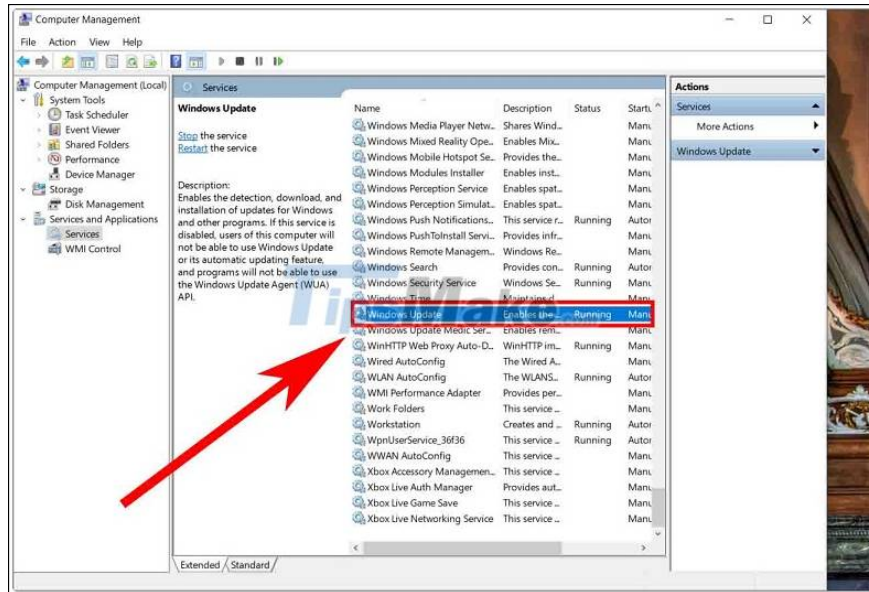 Computer Management
File Action View Help
Computer Management (Local)
System Tools
Task Scheduler
Event Viewer
Shared Folders
Performance
Device Manager
Storage
Disk Management
Services and Applications
Services
WMI Control
Services
Windows Update
Stop the service
Restart the service
Description:
Enables the detection, download, and
installation of updates for Windows
and other programs. If this service is
disabled, users of this computer will
not be able to use Windows Update
or its automatic updating feature,
and programs will not be able to use
the Windows Update Agent (WUA)
API.
Name Description Status Startu
Windows Media Player Netw... Shares Wind... Manu
Windows Mixed Reality Ope... Enables Mix... Manu
Windows Mobile Hotspot Se... Provides the... Manu
Windows Modules Installer Enables inst... Manu
Windows Perception Service Enables spat... Manu
Windows Perception Simulat... Enables spat... Manu
Windows Push Notifications... This service r... Running Autor
Windows PushToInstall Servi... Provides infr... Manu
Windows Remote Managem... Windows Re... Manu
Windows Search Provides con... Running Autor
Windows Security Service Windows Se... Running Manu
Windows Time Maintains d... Manu
Windows Update Enables the... Running Manu
Windows Update Medic Ser... Enables rem... Manu
WinHTTP Web Proxy Auto-D... WinHTTP im... Running Manu
Wired AutoConfig The Wired A... Manu
WLAN AutoConfig The WLANS... Running Autor
WMI Performance Adapter Provides per... Manu
Work Folders This service ... Manu
Workstation Creates and ... Running Autor
WpnUserService_36f36 This service ... Running Autor
WWAN AutoConfig This service ... Manu
Xbox Accessory Managemen... This service ... Manu
Xbox Live Auth Manager Provides aut... Manu
Xbox Live Game Save This service ... Manu
Xbox Live Networking Service This service ... Manu
Extended Standard
Actions
Services
More Actions
Windows Update
TipsMake.com